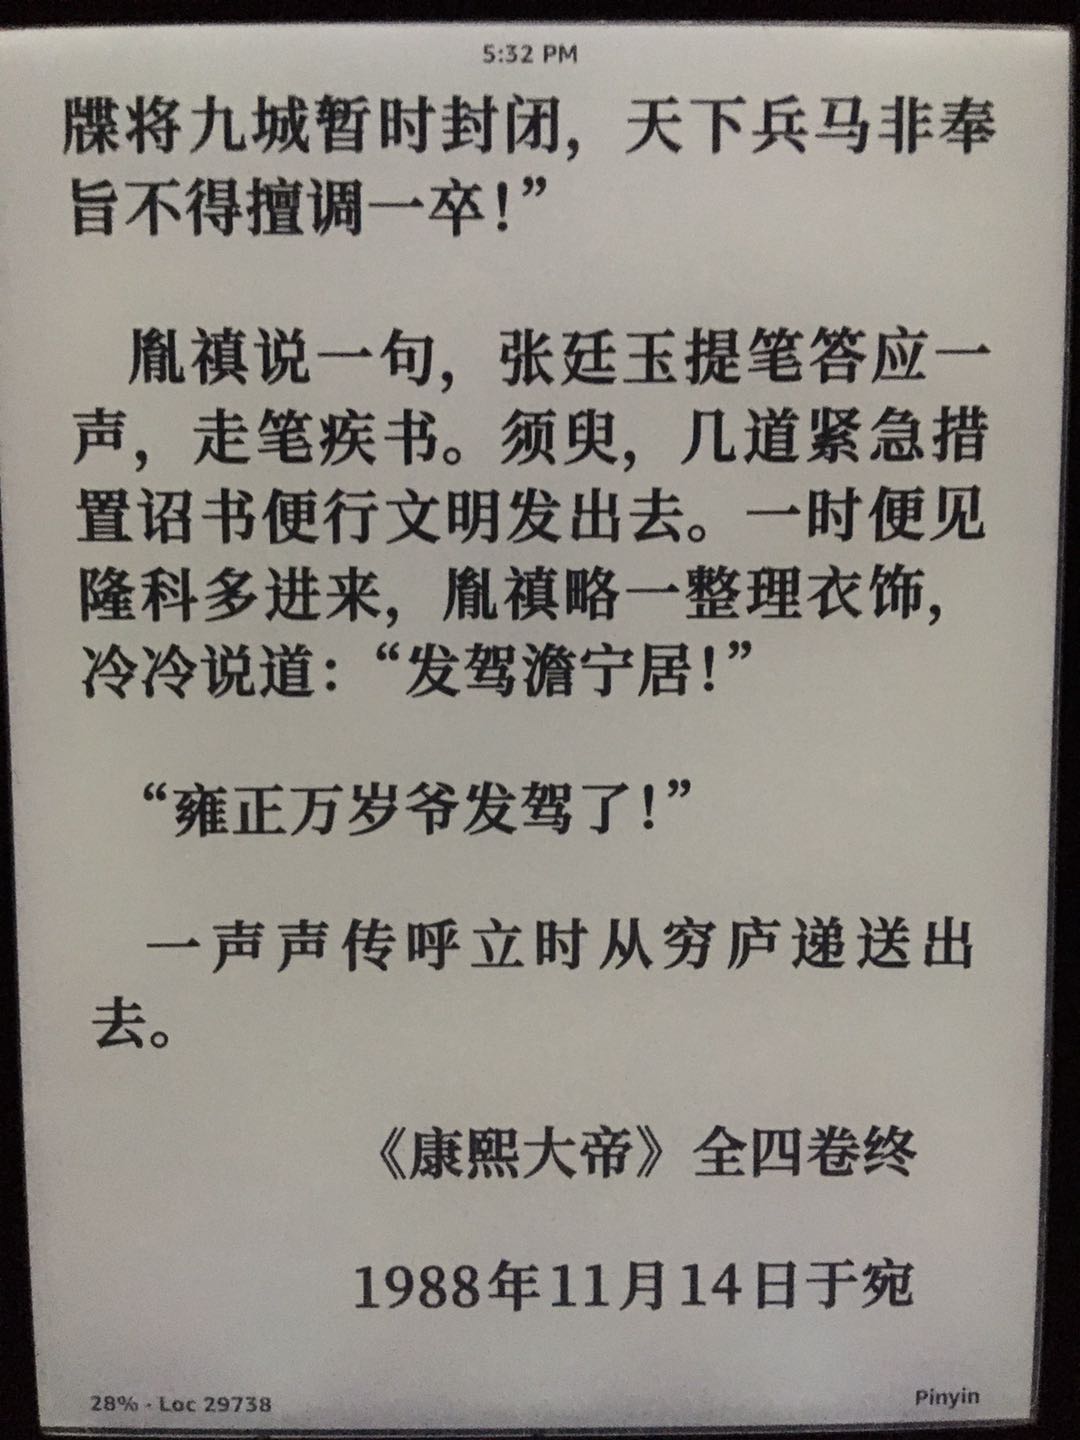 5:32 PM
牒将九城暂时封闭，天下兵马非奉
旨不得擅调一卒！”
胤禛说一句，张廷玉提笔答应一
声，走笔疾书。须臾，几道紧急措
置诏书便行文明发出去。一时便见
隆科多进来，胤禛略一整理衣饰，
冷冷说道：“发驾澹宁居！”
“雍正万岁爷发驾了！”
一声声传呼立时从穷庐递送出
去。
《康熙大帝》全四卷终
1988年11月14日于宛
28% · Loc 29738
Pinyin